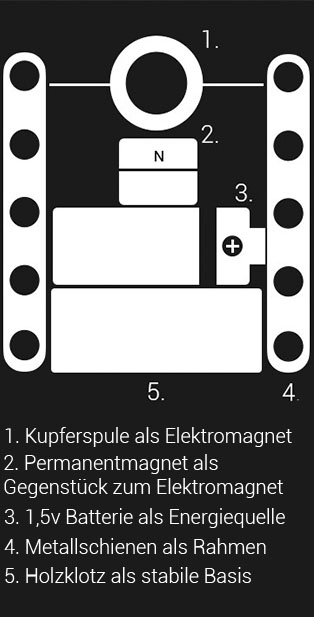 1.
2.
N
3.
+
5.
4.
1. Kupferspule als Elektromagnet
2. Permanentmagnet als
Gegenstück zum Elektromagnet
3. 1,5v Batterie als Energiequelle
4. Metallschienen als Rahmen
5. Holzklotz als stabile Basis